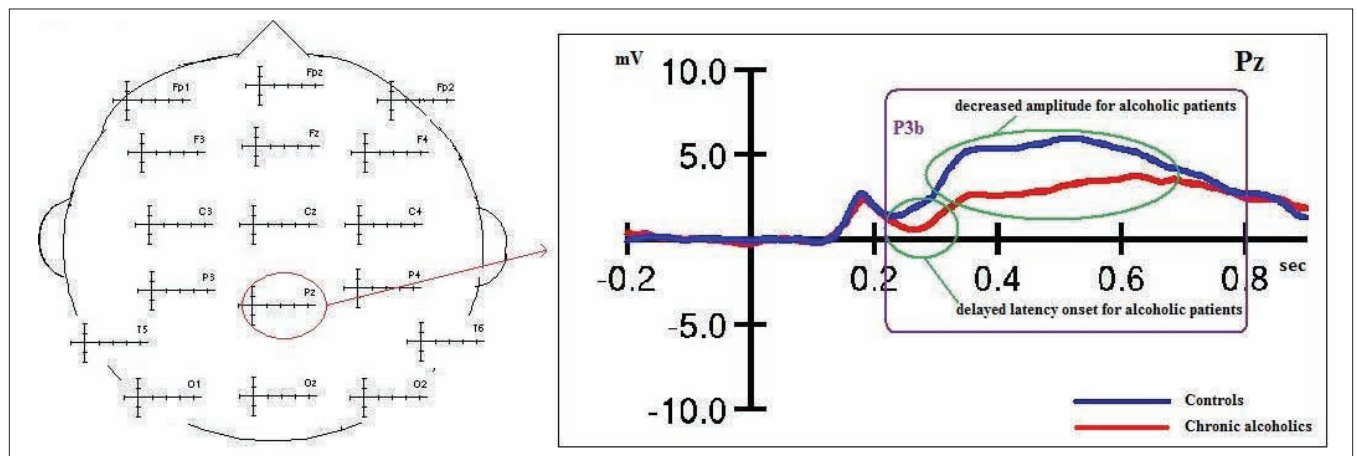 Fp1
Fpz
Fp2
F3
Fz
F4
C3
Cz
C4
P3
Pz
P4
T5
T6
O1
Oz
O2
mV
10.0
Pz
decreased amplitude for alcoholic patients
P3b
5.0
-0.2
0.2
0.4
0.6
0.8
sec
delayed latency onset for alcoholic patients
-5.0
-10.0
Controls
Chronic alcoholics